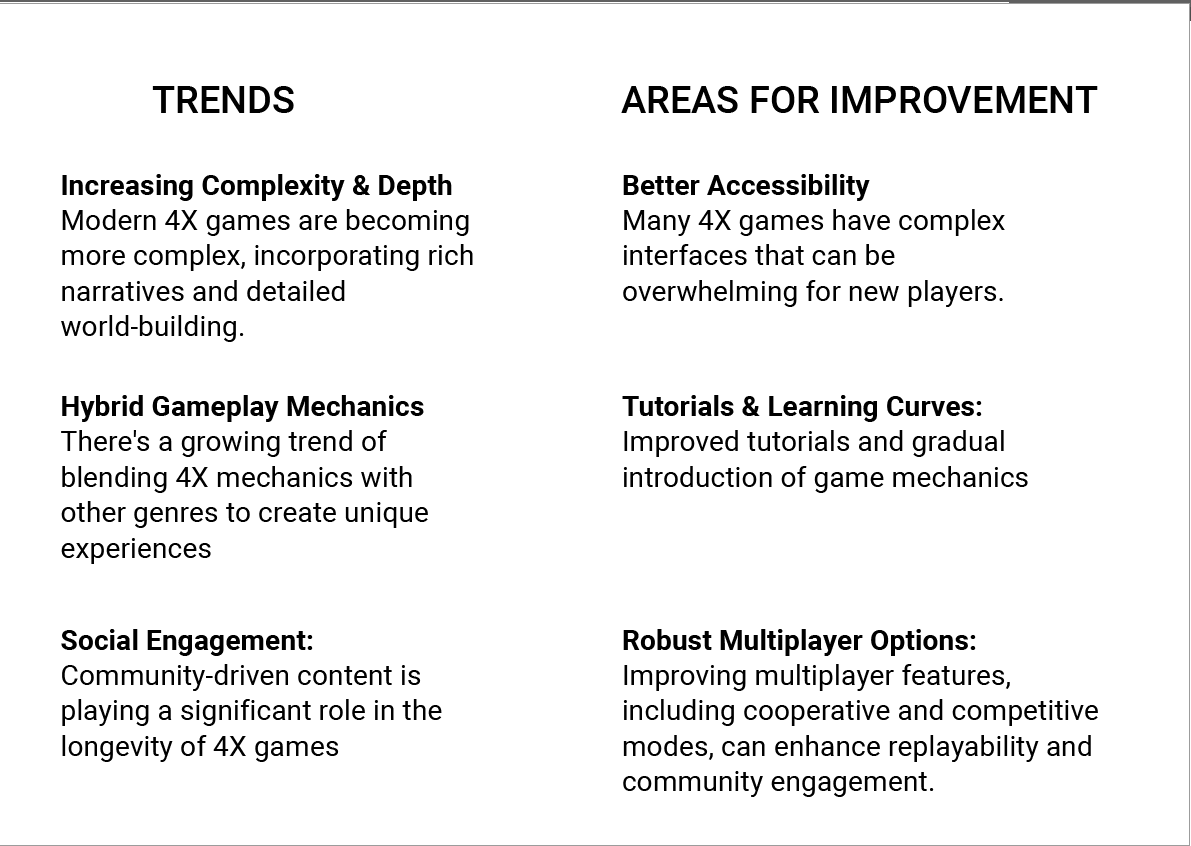 TRENDS
Increasing Complexity & Depth
Modern 4X games are becoming
more complex, incorporating rich
narratives and detailed
world-building.
Hybrid Gameplay Mechanics
There's a growing trend of
blending 4X mechanics with
other genres to create unique
experiences
Social Engagement:
Community-driven content is
playing a significant role in the
longevity of 4X games
AREAS FOR IMPROVEMENT
Better Accessibility
Many 4X games have complex
interfaces that can be
overwhelming for new players.
Tutorials & Learning Curves:
Improved tutorials and gradual
introduction of game mechanics
Robust Multiplayer Options:
Improving multiplayer features,
including cooperative and competitive
modes, can enhance replayability and
community engagement.